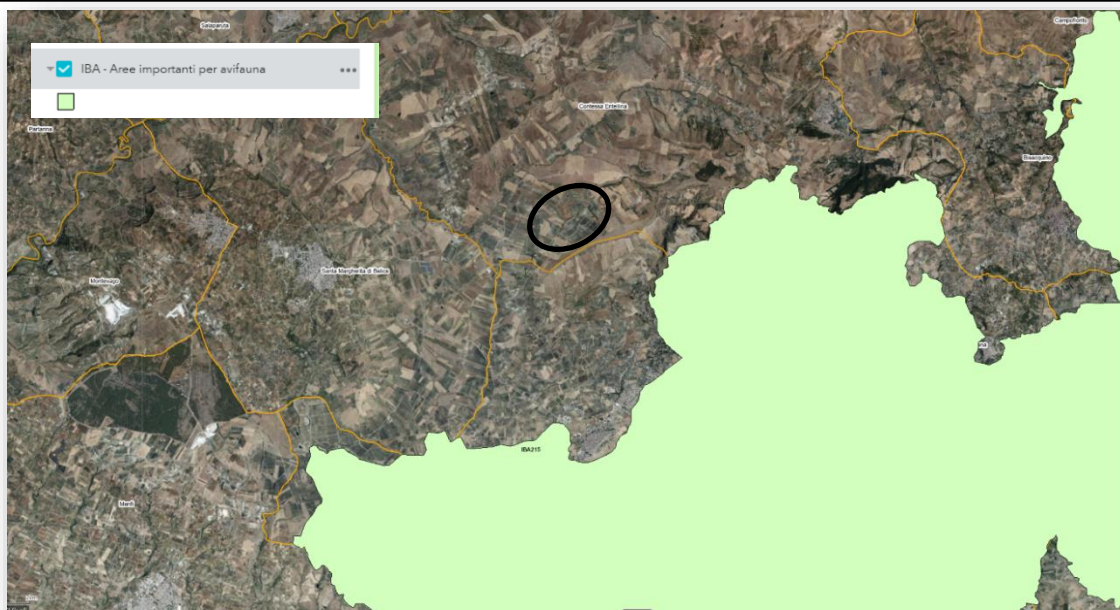 Salaparuta
Campofiorito
IBA - Aree importanti per avifauna
Contessa Entellina
Partanna
Bisacquino
Santa Margherita di Belice
Montevago
IBA215
Menfi